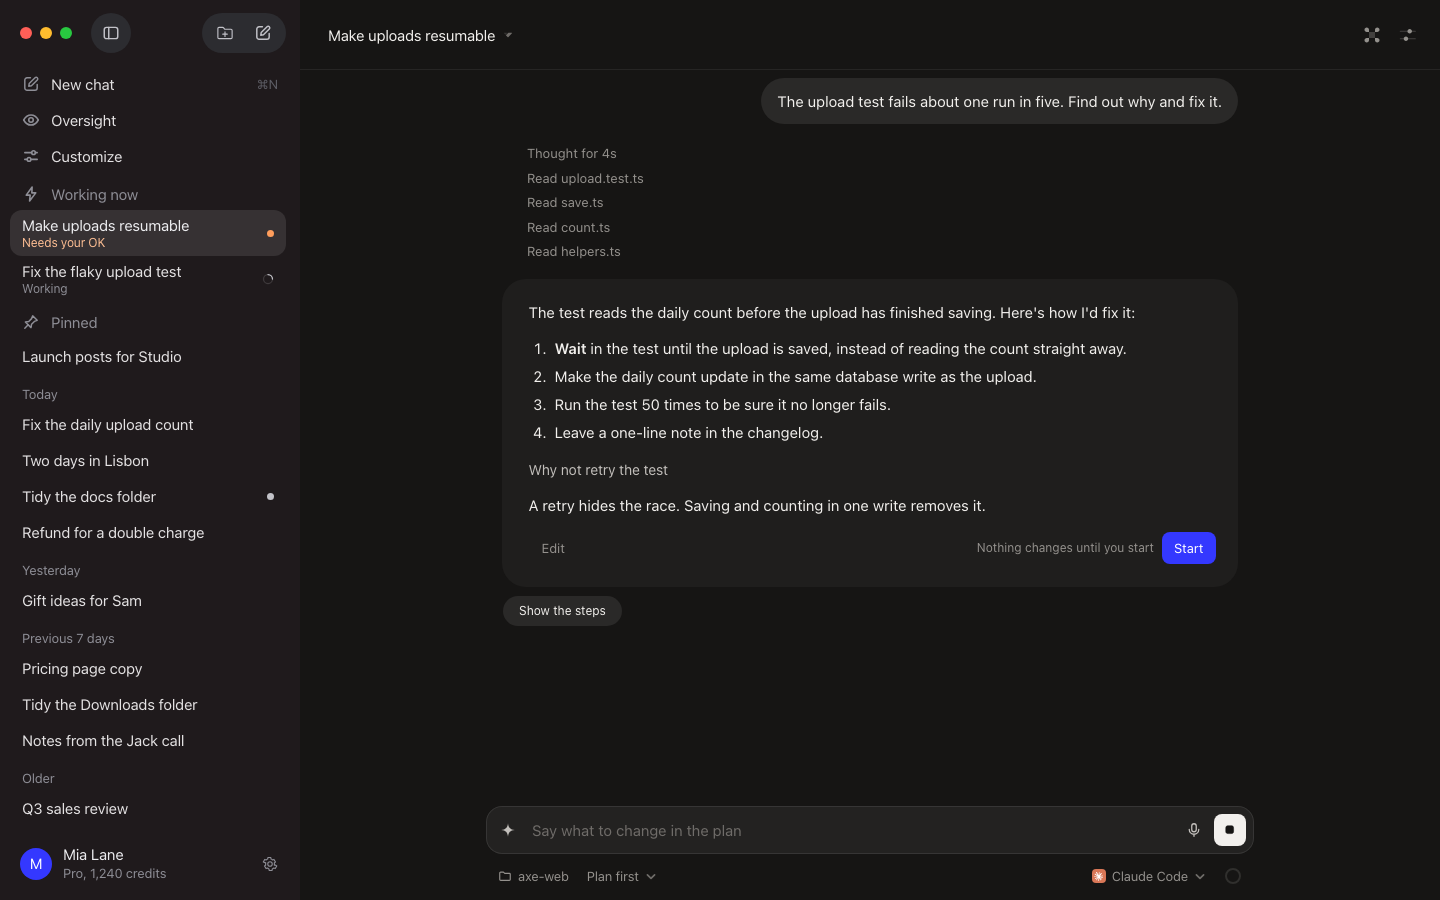 New chat
⌘N
Oversight
Customize
Working now
Make uploads resumable
Needs your OK
Fix the flaky upload test
Working
Pinned
Launch posts for Studio
Today
Fix the daily upload count
Two days in Lisbon
Tidy the docs folder
Refund for a double charge
Yesterday
Gift ideas for Sam
Previous 7 days
Pricing page copy
Tidy the Downloads folder
Notes from the Jack call
Older
Q3 sales review
M
Mia Lane
Pro, 1,240 credits
Make uploads resumable
The upload test fails about one run in five. Find out why and fix it.
Thought for 4s
Read upload.test.ts
Read save.ts
Read count.ts
Read helpers.ts
The test reads the daily count before the upload has finished saving. Here's how I'd fix it:
1. Wait in the test until the upload is saved, instead of reading the count straight away.
2. Make the daily count update in the same database write as the upload.
3. Run the test 50 times to be sure it no longer fails.
4. Leave a one-line note in the changelog.
Why not retry the test
A retry hides the race. Saving and counting in one write removes it.
Edit
Nothing changes until you start
Start
Show the steps
Say what to change in the plan
axe-web
Plan first
Claude Code